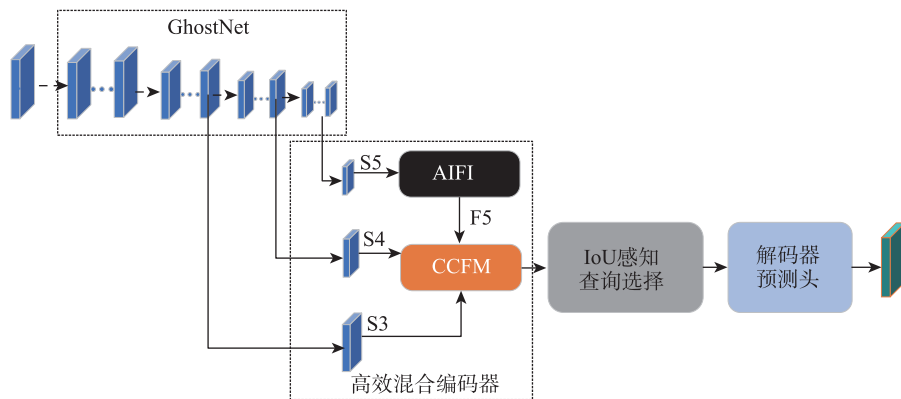 GhostNet
S5
AIFI
F5
S4
CCFM
IoU感知
查询选择
解码器
预测头
S3
高效混合编码器